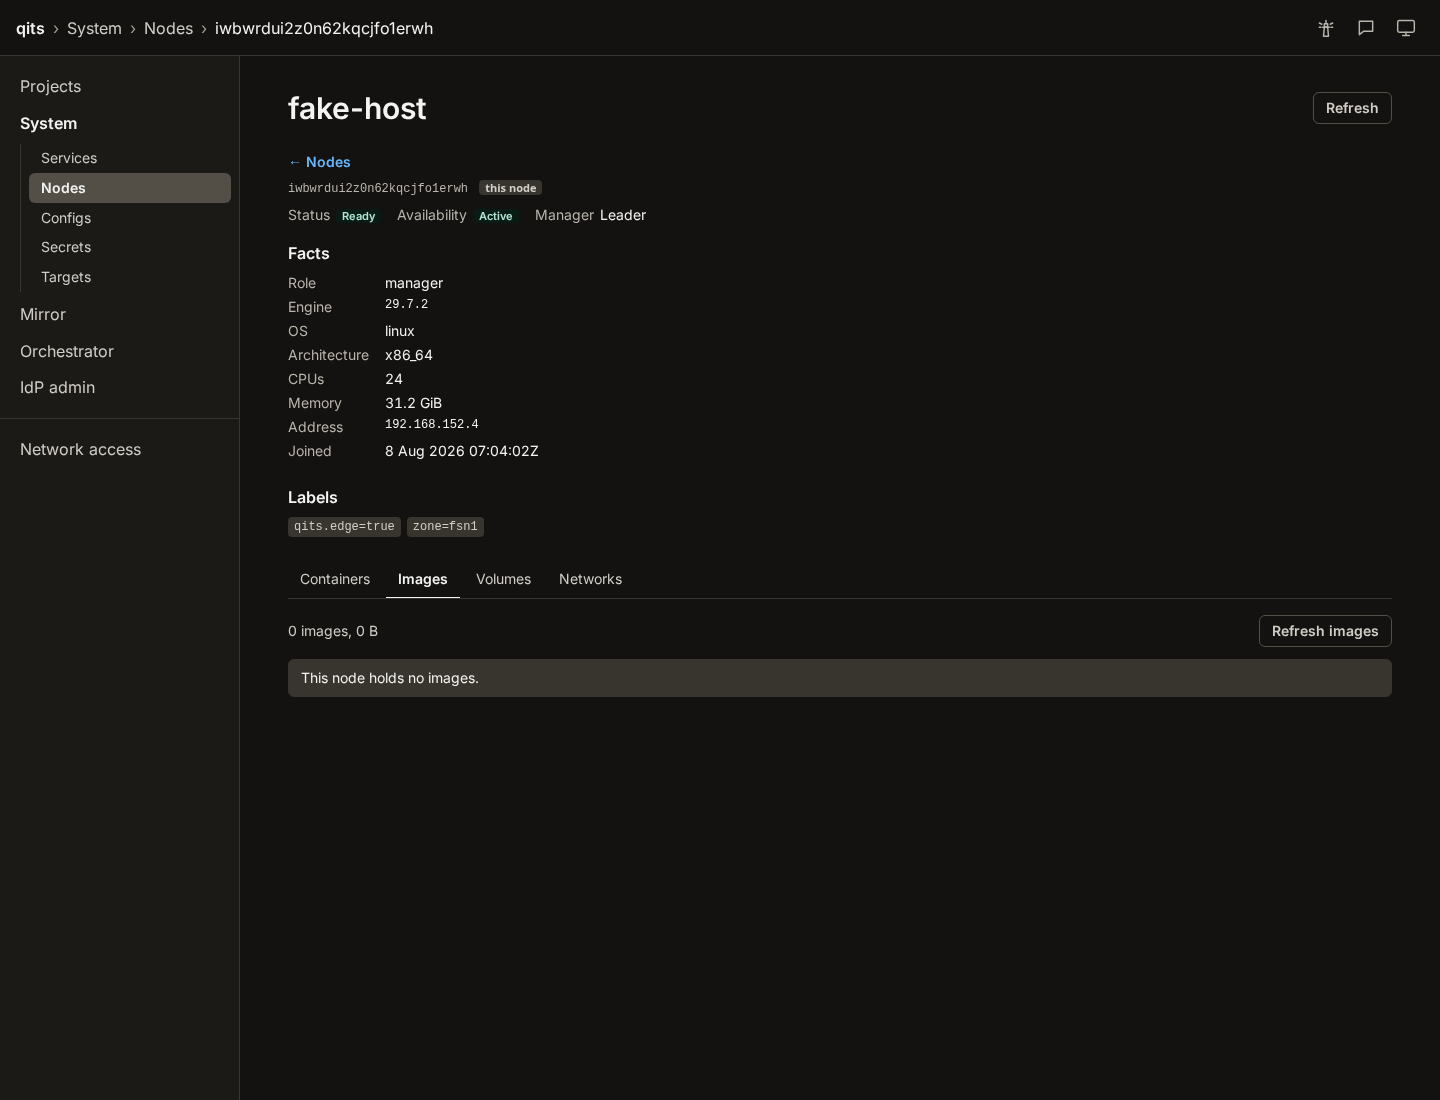 qits › System › Nodes › iwbwrdui2z0n62kqcjfo1erwh
Projects
System
Services
Nodes
Configs
Secrets
Targets
Mirror
Orchestrator
IdP admin
Network access
fake-host
Refresh
← Nodes
iwbwrdui2z0n62kqcjfo1erwh this node
Status Ready Availability Active Manager Leader
Facts
Role manager
Engine 29.7.2
OS linux
Architecture x86_64
CPUs 24
Memory 31.2 GiB
Address 192.168.152.4
Joined 8 Aug 2026 07:04:02Z
Labels
qits.edge=true zone=fsn1
Containers Images Volumes Networks
0 images, 0 B
Refresh images
This node holds no images.